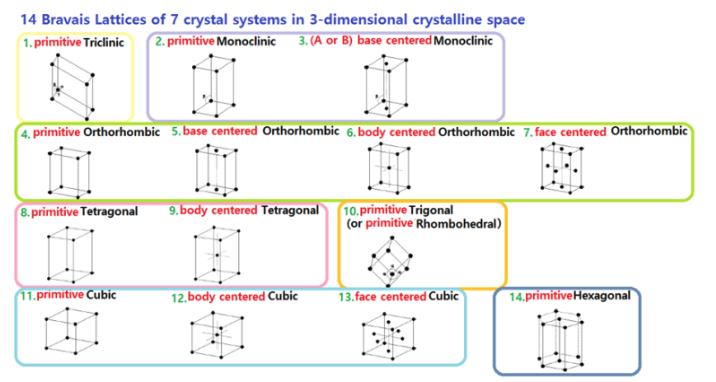 14 Bravais Lattices of 7 crystal systems in 3-dimensional crystalline space
1. primitive Triclinic
2. primitive Monoclinic
3. (A or B) base centered Monoclinic
4. primitive Orthorhombic
5. base centered Orthorhombic
6. body centered Orthorhombic
7. face centered Orthorhombic
8. primitive Tetragonal
9. body centered Tetragonal
10. primitive Trigonal
(or primitive Rhombohedral)
11. primitive Cubic
12. body centered Cubic
13. face centered Cubic
14. primitive Hexagonal